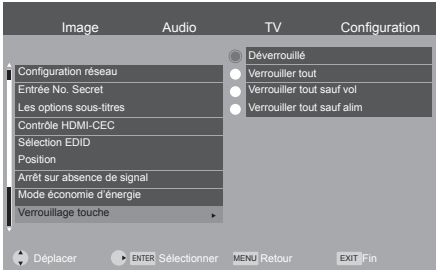 Image Audio TV Configuration
Configuration réseau
Entrée No. Secret
Les options sous-titres
Contrôle HDMI-CEC
Sélection EDID
Position
Arrêt sur absence de signal
Mode économie d'énergie
Verrouillage touche
Déverrouillé
Verrouiller tout
Verrouiller tout sauf vol
Verrouiller tout sauf alim
Déplacer ENTER Sélectionner MENU Retour EXIT Fin